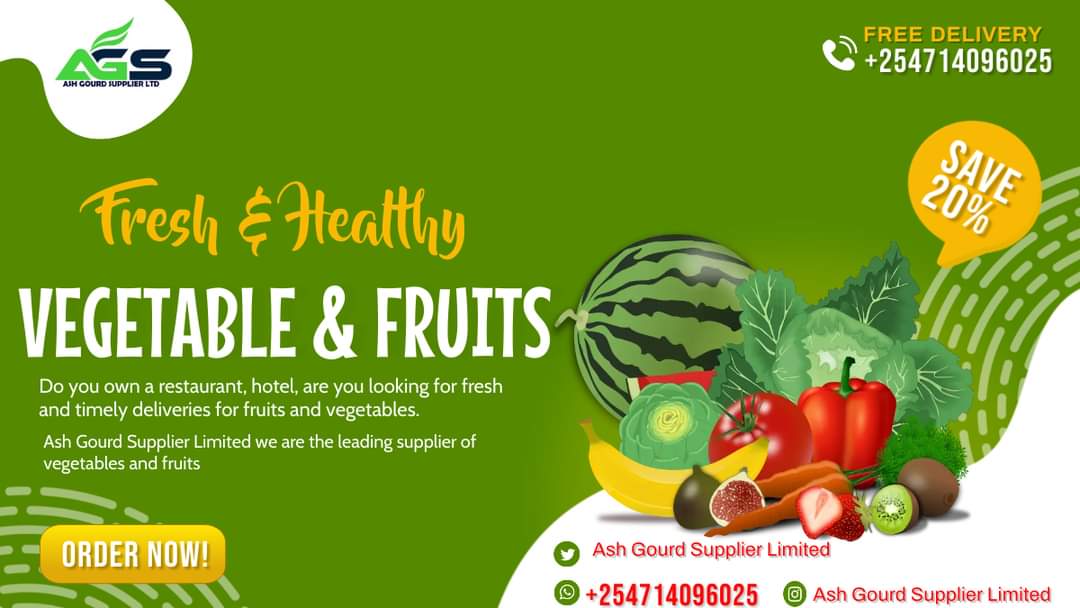 AGS
ASH GOURD SUPPLIER LTD
FREE DELIVERY
+254714096025
SAVE
20%
Fresh & Healthy
VEGETABLE & FRUITS
Do you own a restaurant, hotel, are you looking for fresh
and timely deliveries for fruits and vegetables.
Ash Gourd Supplier Limited we are the leading supplier of
vegetables and fruits
ORDER NOW!
Ash Gourd Supplier Limited
+254714096025
Ash Gourd Supplier Limited